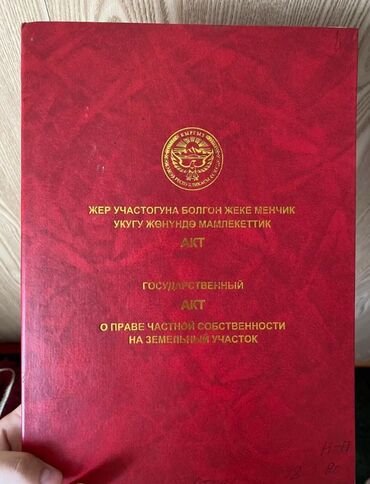 ЖЕР УЧАСТОГУНА БОЛГОН ЖЕКЕ МЕНЧИК
УКУГУ ЖӨНҮНДӨ МАМЛЕКЕТТИК
АКТ
ГОСУДАРСТВЕННЫЙ
АКТ
О ПРАВЕ ЧАСТНОЙ СОБСТВЕННОСТИ
НА ЗЕМЕЛЬНЫЙ УЧАСТОК